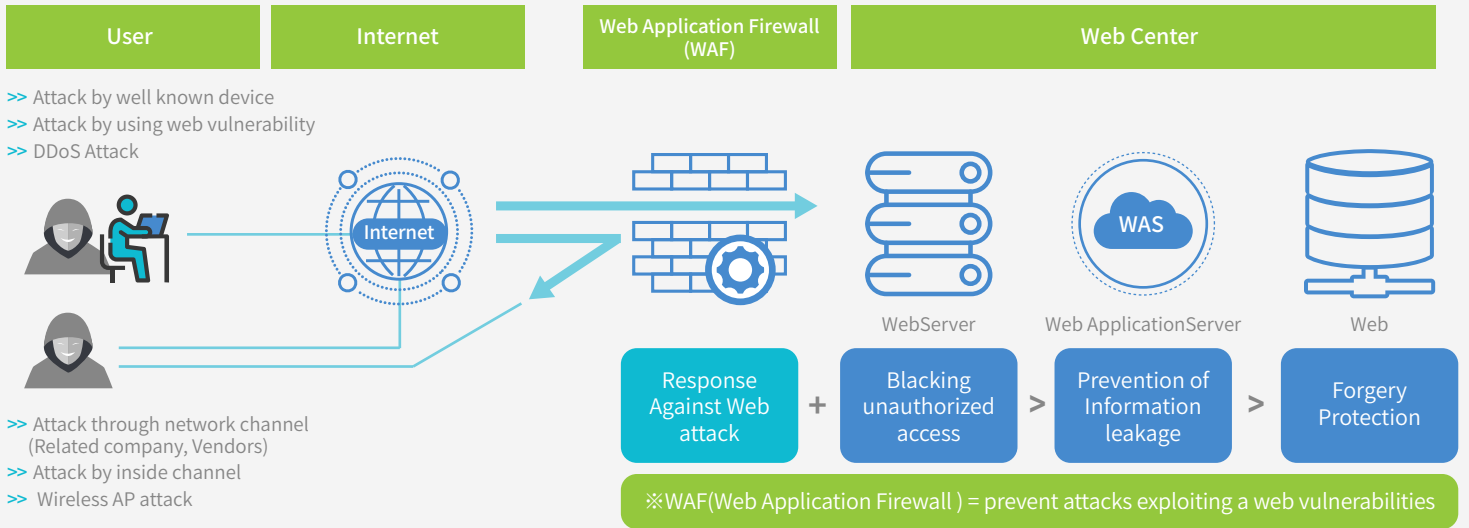 User
Internet
Web Application Firewall
(WAF)
Web Center
>> Attack by well known device
>> Attack by using web vulnerability
>> DDoS Attack
Internet
WAS
WebServer
Web ApplicationServer
Web
Response
Against Web
attack
+
Blacking
unauthorized
access
>
Prevention of
Information
leakage
>
Forgery
Protection
>> Attack through network channel
(Related company, Vendors)
>> Attack by inside channel
>> Wireless AP attack
※WAF(Web Application Firewall ) = prevent attacks exploiting a web vulnerabilities